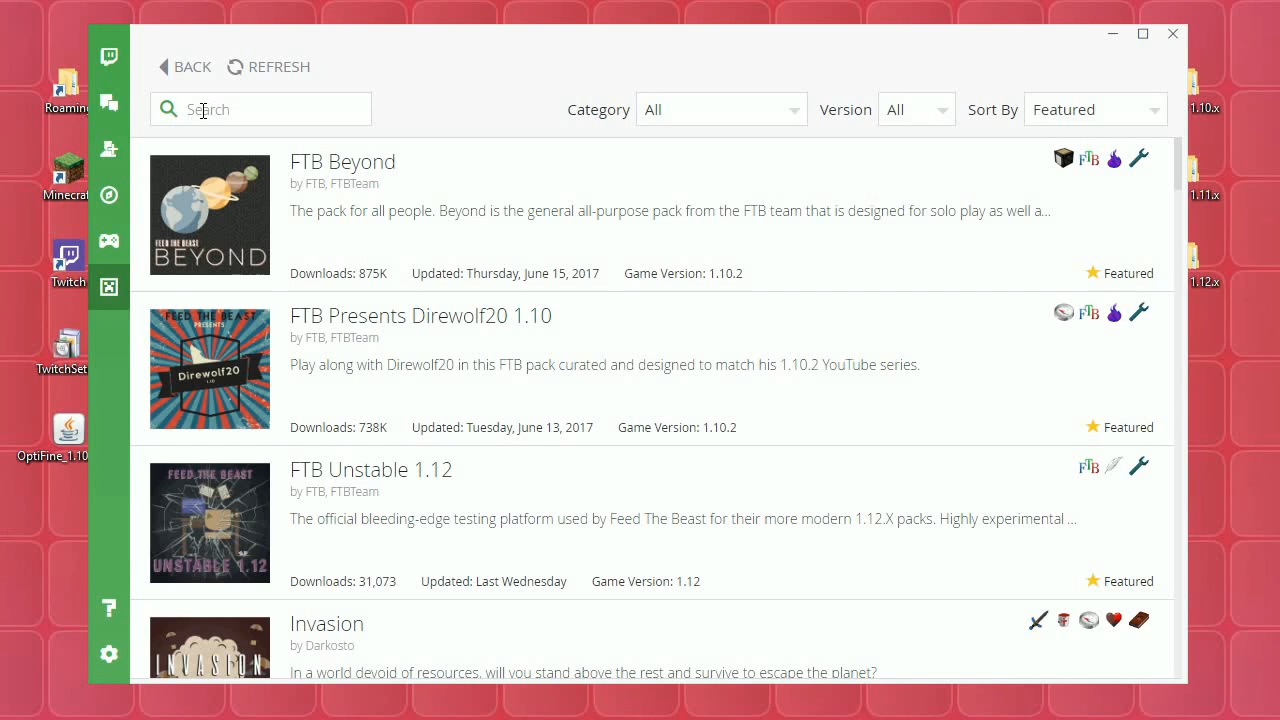 BACK
REFRESH
Search
Category
All
Version
All
Sort By
Featured
FTB Beyond
by FTB, FTBTeam
The pack for all people. Beyond is the general all-purpose pack from the FTB team that is designed for solo play as well a...
Downloads: 875K
Updated: Thursday, June 15, 2017
Game Version: 1.10.2
Featured
FEED THE BEAST
BEYOND
FTB
FTB Presents Direwolf20 1.10
by FTB, FTBTeam
Play along with Direwolf20 in this FTB pack curated and designed to match his 1.10.2 YouTube series.
Downloads: 738K
Updated: Tuesday, June 13, 2017
Game Version: 1.10.2
Featured
FEED THE BEAST
PRESENTS
Direwolf20
1.10
FTB
FTB Unstable 1.12
by FTB, FTBTeam
The official bleeding-edge testing platform used by Feed The Beast for their more modern 1.12.X packs. Highly experimental ...
Downloads: 31,073
Updated: Last Wednesday
Game Version: 1.12
Featured
FEED THE BEAST
UNSTABLE 1.12
FTB
Invasion
by Darkosto
In a world devoid of resources, will you stand above the rest and survive to escape the planet?
INVASION
Roaming
Minecraf
Twitch
TwitchSet
OptiFine_1.10
1.10.x
1.11.x
1.12.x